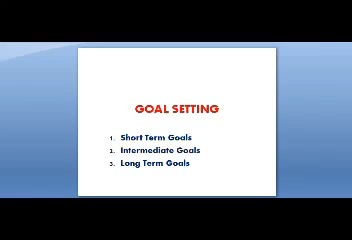 GOAL SETTING
1. Short Term Goals
2. Intermediate Goals
3. Long Term Goals